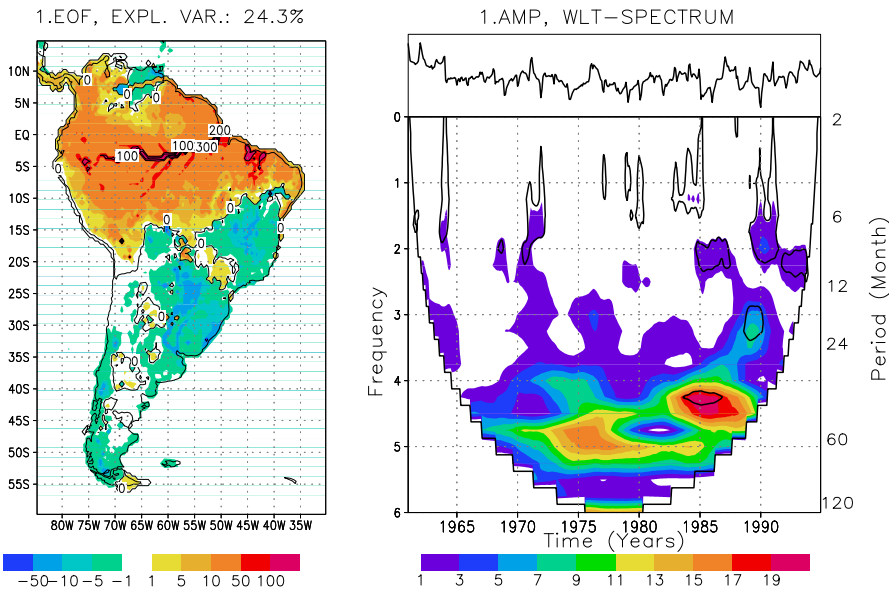 1.EOF, EXPL. VAR.: 24.3%
10N
5N
EQ
5S
10S
15S
20S
25S
30S
35S
40S
45S
50S
55S
80W 75W 70W 65W 60W 55W 50W 45W 40W 35W
0
0
0
200
100 300
100
0
0
0
0
0
0
0
0
-50 -10 -5 -1 1 5 10 50 100
1.AMP, WLT-SPECTRUM
0
1
2
3
4
5
6
Frequency
2
6
12
24
60
120
Period (Month)
1965 1970 1975 1980 1985 1990
Time (Years)
1 3 5 7 9 11 13 15 17 19